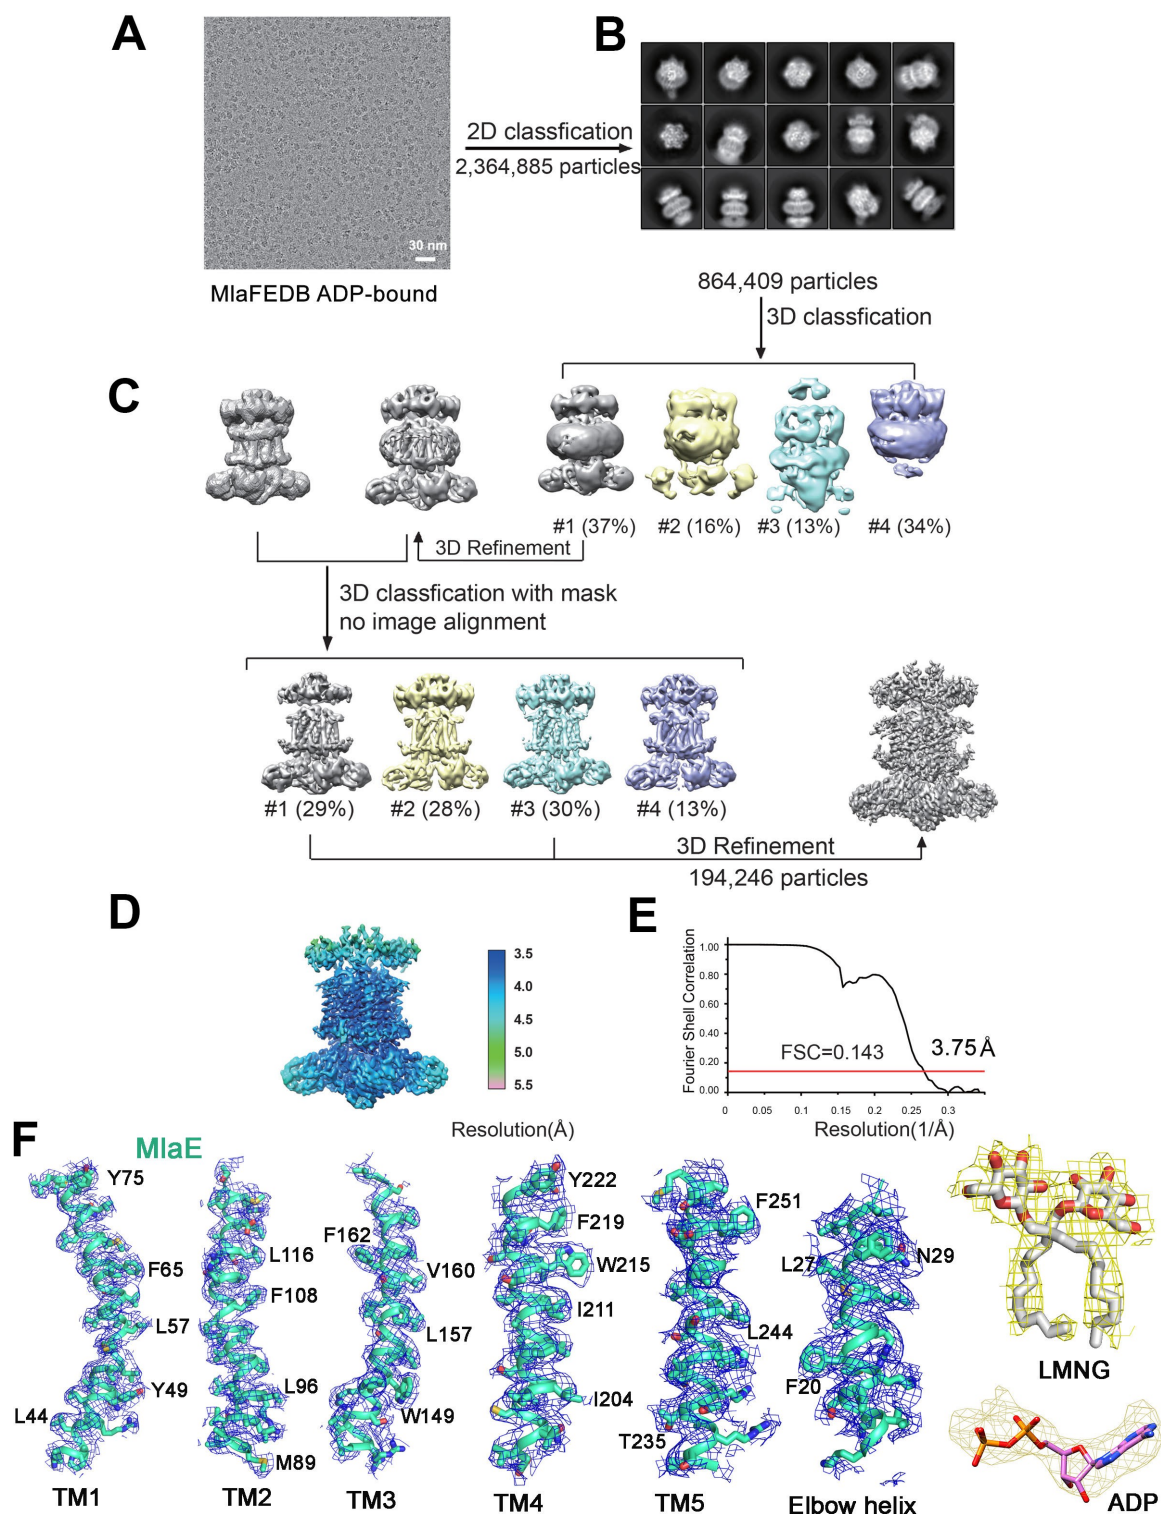 A
B
30 nm
MlaFEDB ADP-bound
2D classfication
2,364,885 particles
864,409 particles
3D classfication
C
#1 (37%)
#2 (16%)
#3 (13%)
#4 (34%)
3D Refinement
3D classfication with mask
no image alignment
#1 (29%)
#2 (28%)
#3 (30%)
#4 (13%)
3D Refinement
194,246 particles
D
3.5
4.0
4.5
5.0
5.5
Resolution(Å)
E
Fourier Shell Correlation
1.00
0.80
0.60
0.40
0.20
0.00
FSC=0.143
3.75 Å
0
0.05
0.1
0.15
0.2
0.25
0.3
Resolution(1/Å)
F
MlaE
Y75
F65
L57
Y49
L44
TM1
L116
F108
L96
M89
TM2
F162
V160
L157
W149
TM3
Y222
F219
W215
I211
I204
TM4
F251
L244
T235
TM5
L27
N29
F20
Elbow helix
LMNG
ADP